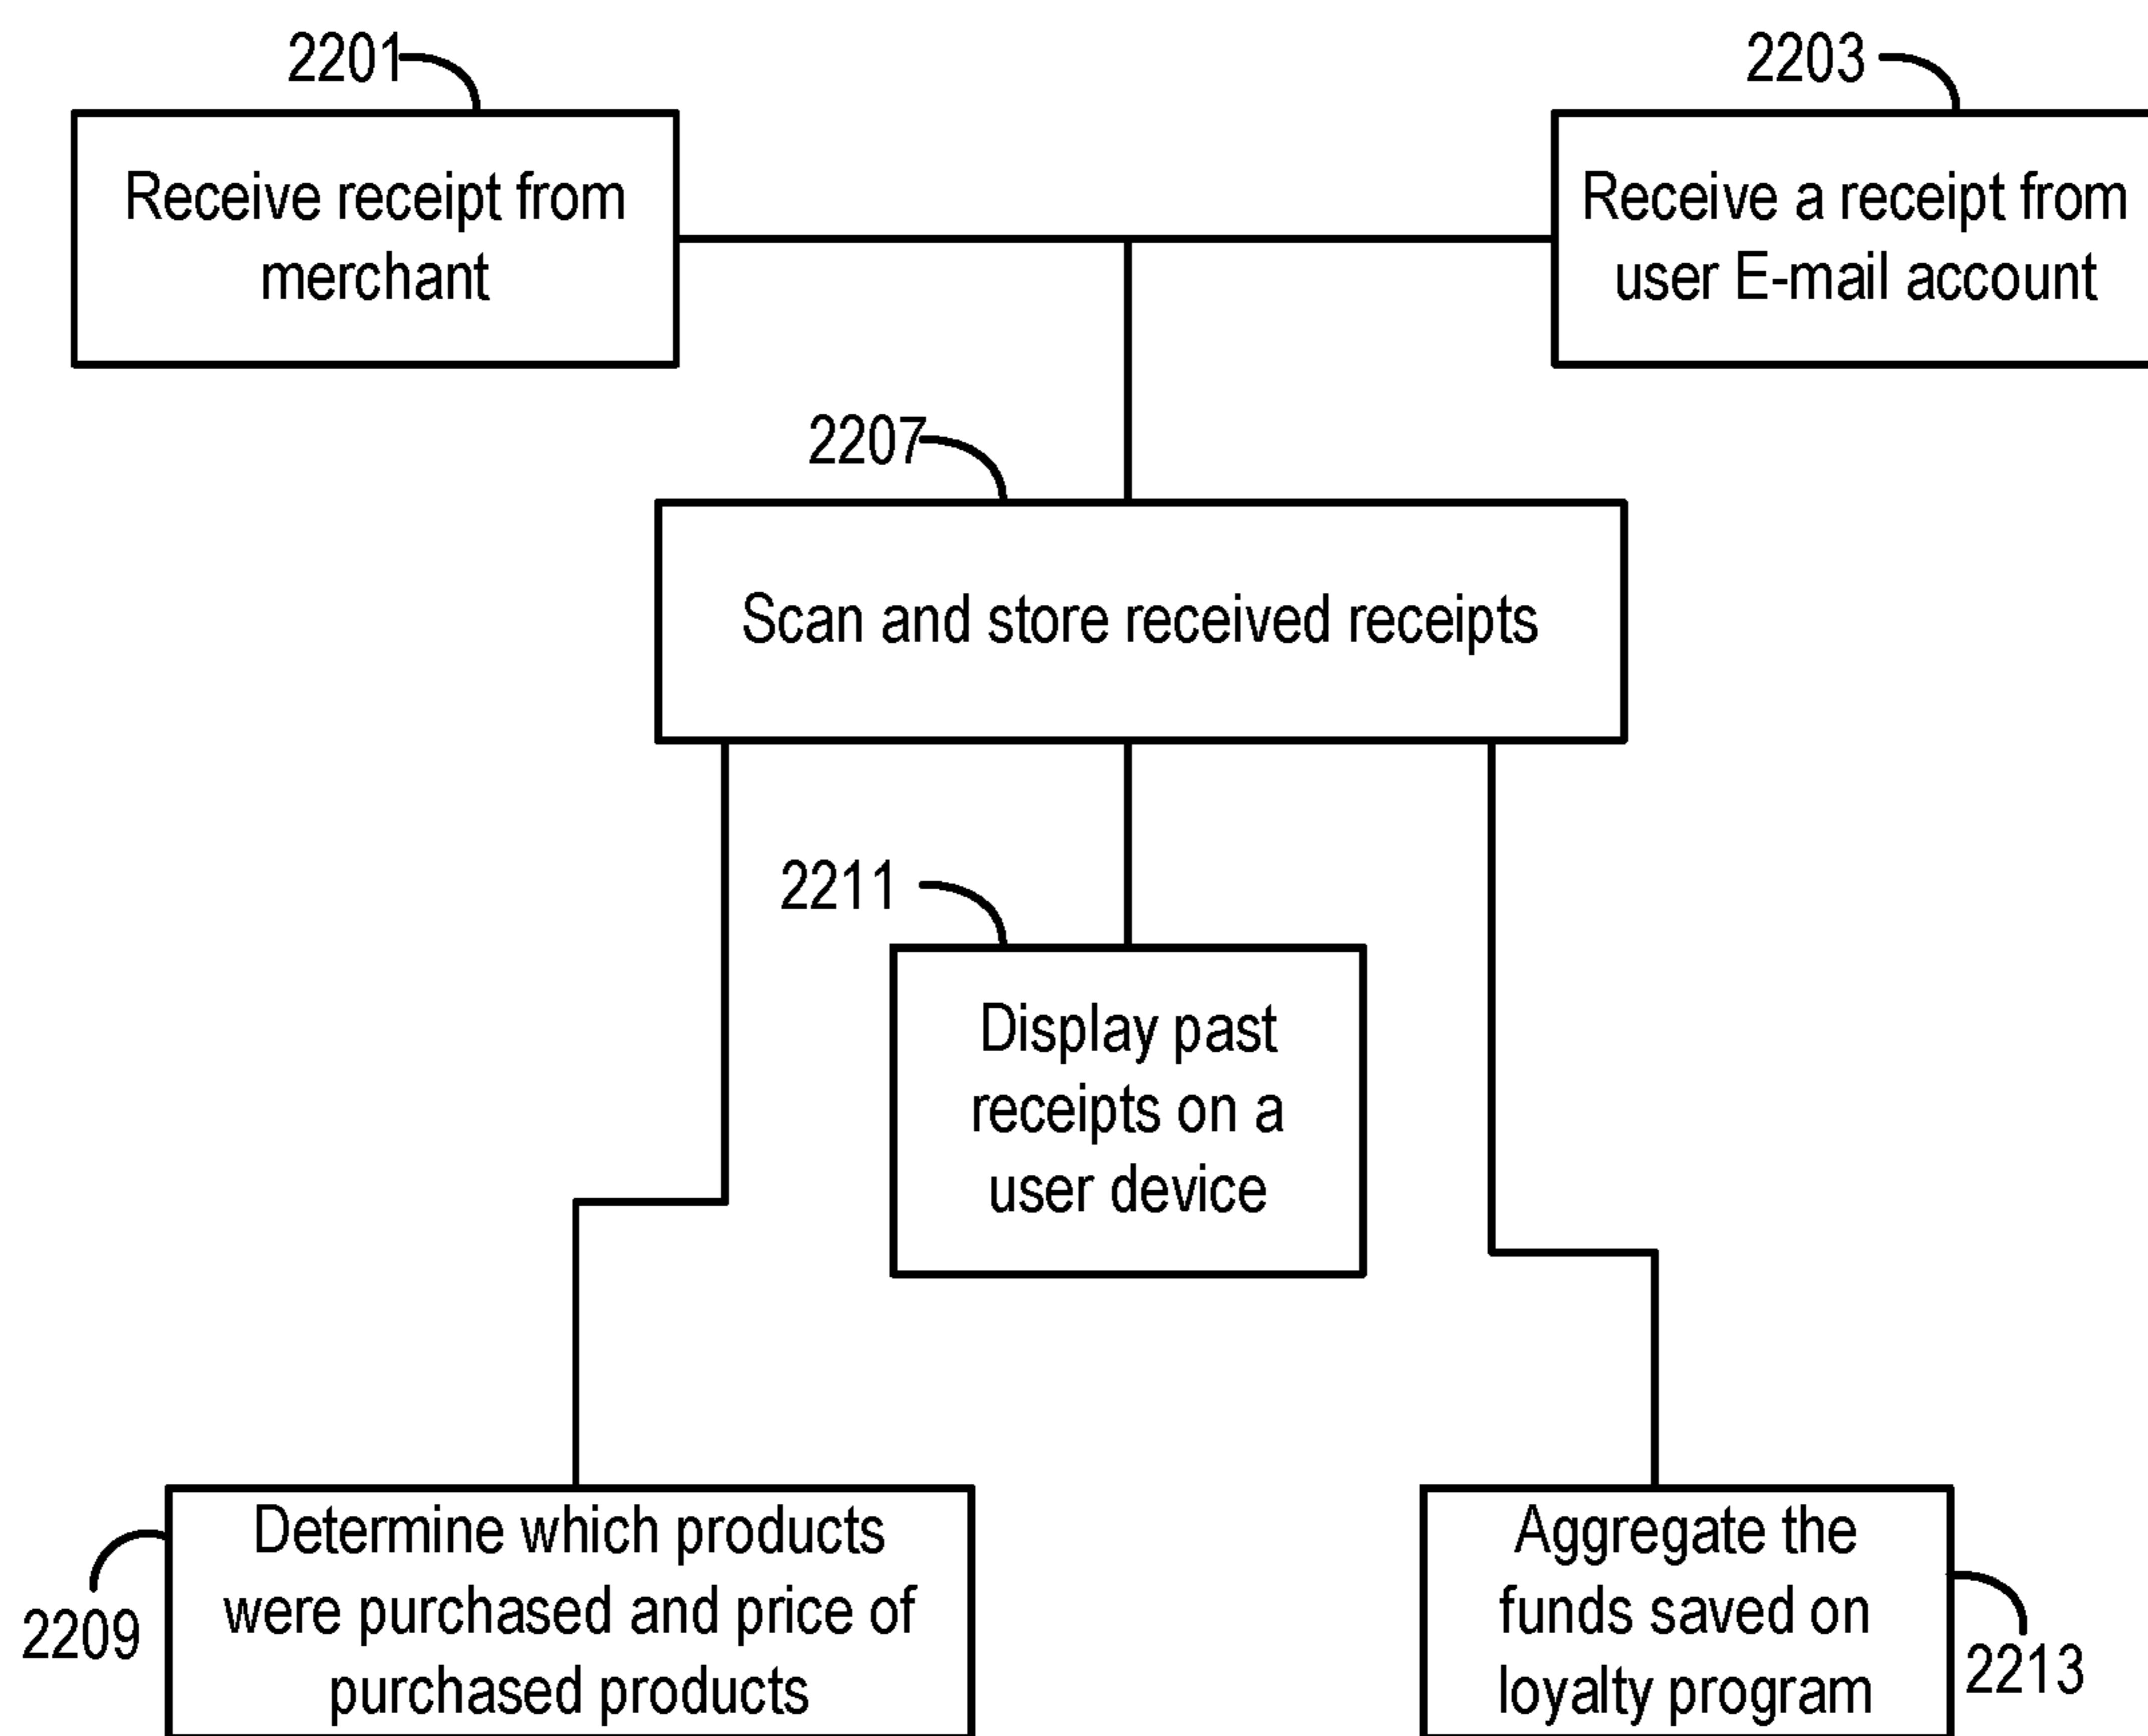 2201
2203
Receive receipt from
merchant
Receive a receipt from
user E-mail account
2207
Scan and store received receipts
2211
Display past
receipts on a
user device
Determine which products
were purchased and price of
purchased products
2209
Aggregate the
funds saved on
loyalty program
2213